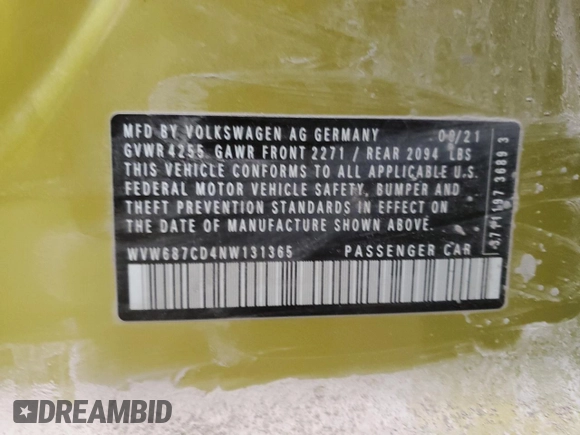 MFD BY VOLKSWAGEN AG GERMANY 08/21
GVWR 4255 GAWR FRONT 2271 / REAR 2094 LBS
THIS VEHICLE CONFORMS TO ALL APPLICABLE U.S.
FEDERAL MOTOR VEHICLE SAFETY, BUMPER AND
THEFT PREVENTION STANDARDS IN EFFECT ON
THE DATE OF MANUFACTURE SHOWN ABOVE.
WVW687CD4NW131365 PASSENGER CAR
DREAMBID